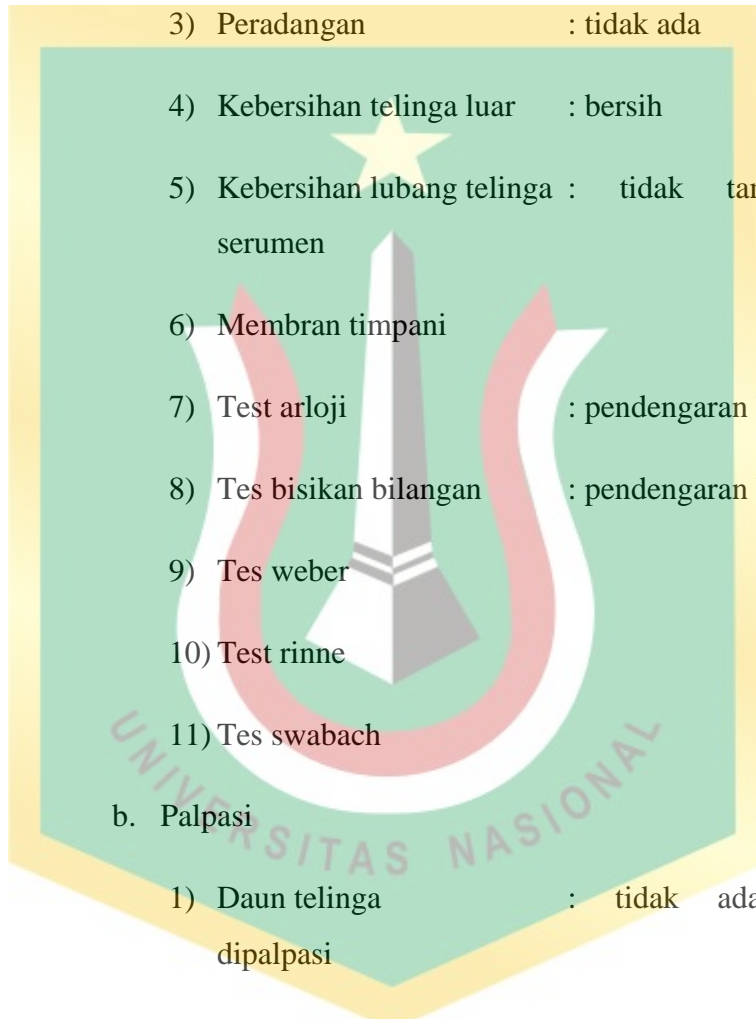 3) Peradangan : tidak ada
4) Kebersihan telinga luar : bersih
5) Kebersihan lubang telinga : tidak
serumen
6) Membran timpani
7) Test arloji : pendengaran
8) Tes bisikan bilangan : pendengaran
9) Tes weber
10) Test rinne
11) Tes swabach
UNIVERSITAS NASIONAL
b. Palpasi
1) Daun telinga : tidak ada
dipalpasi